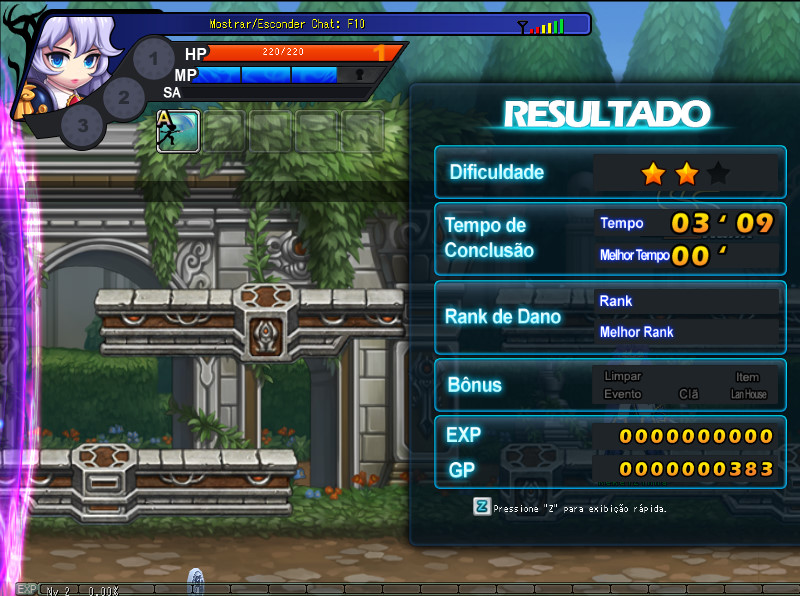 Mostrar/Esconder Chat: F10
HP 220/220 1
MP
SA
1
2
3
A
RESULTADO
Dificuldade
Tempo de Conclusão
Tempo 03 ‘ 09
Melhor Tempo 00 ‘
Rank de Dano
Rank
Melhor Rank
Bônus
Limpar Evento
Clã
Item Lan House
EXP 0000000000
GP 0000000383
Z Pressione "Z" para exibição rápida.
EXP Nv 2 0.00%